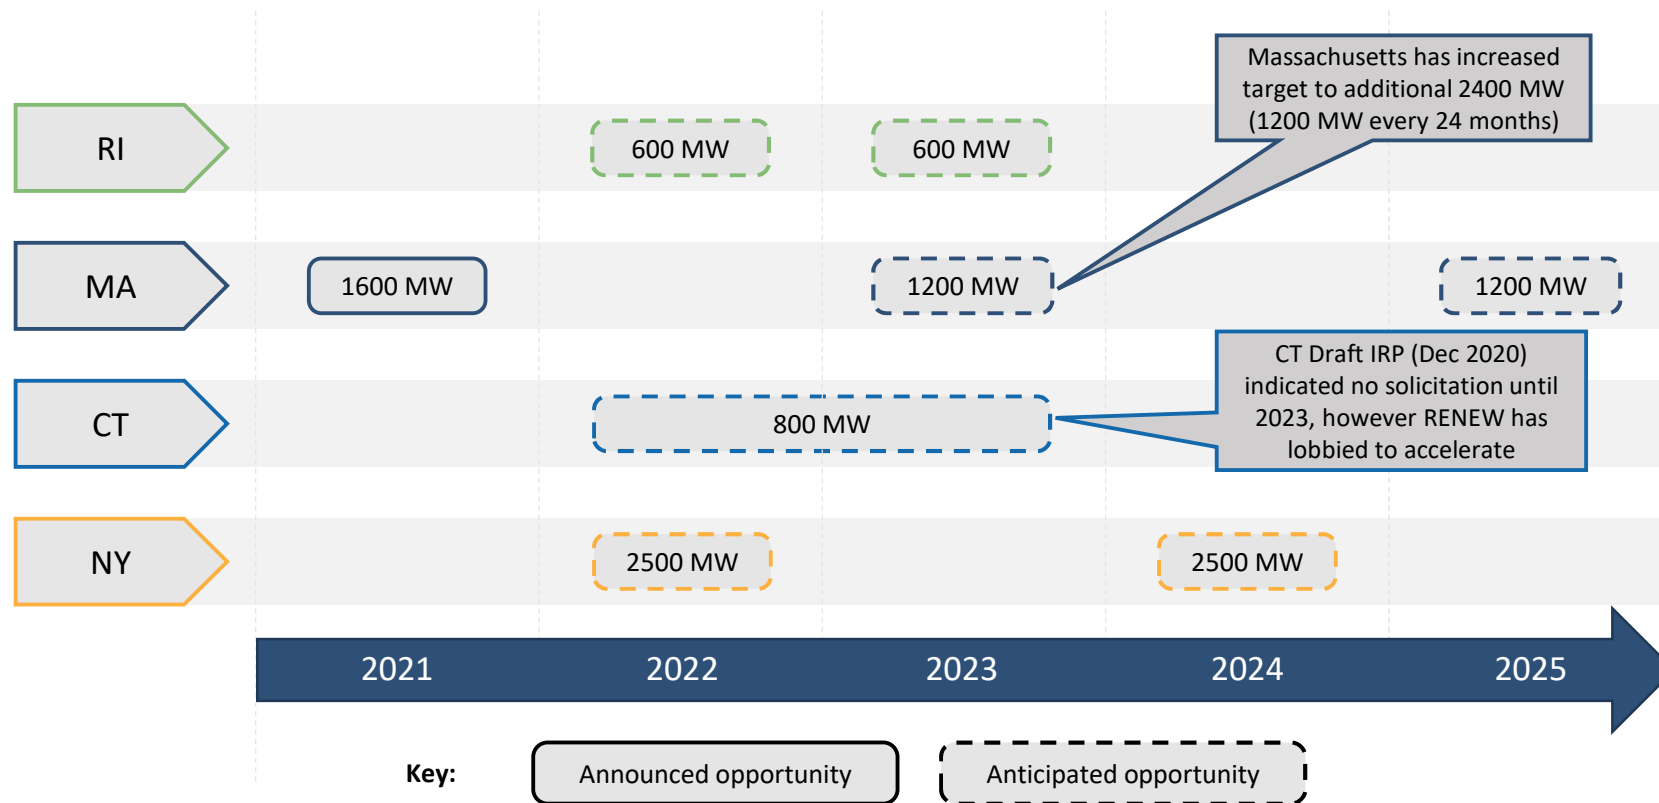 Massachusetts has increased
target to additional 2400 MW
(1200 MW every 24 months)
RI
600 MW
600 MW
MA
1600 MW
1200 MW
1200 MW
CT
800 MW
CT Draft IRP (Dec 2020)
indicated no solicitation until
2023, however RENEW has
lobbied to accelerate
NY
2500 MW
2500 MW
2021
2022
2023
2024
2025
Key:
Announced opportunity
Anticipated opportunity